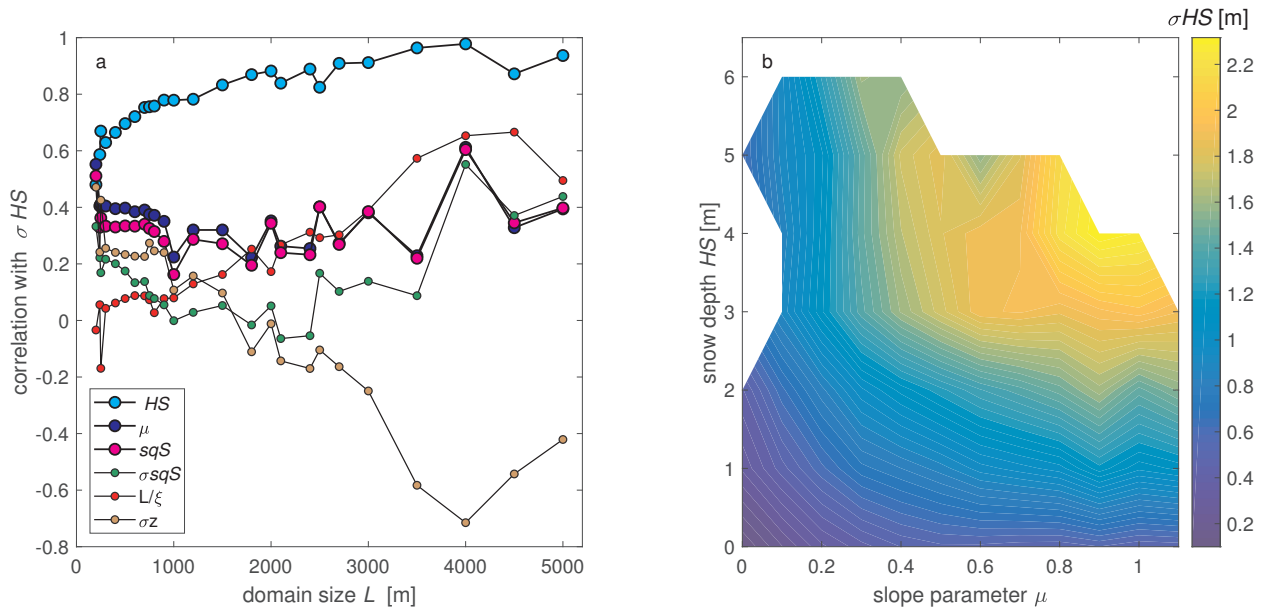 a
1
0.8
0.6
0.4
0.2
0
-0.2
-0.4
-0.6
-0.8
correlation with σ HS
HS
μ
sqS
σsqS
L/ξ
σz
0 1000 2000 3000 4000 5000
domain size L [m]
b
6
5
4
3
2
1
0
snow depth HS [m]
0 0.2 0.4 0.6 0.8 1
slope parameter μ
σHS [m]
2.2
2
1.8
1.6
1.4
1.2
1
0.8
0.6
0.4
0.2